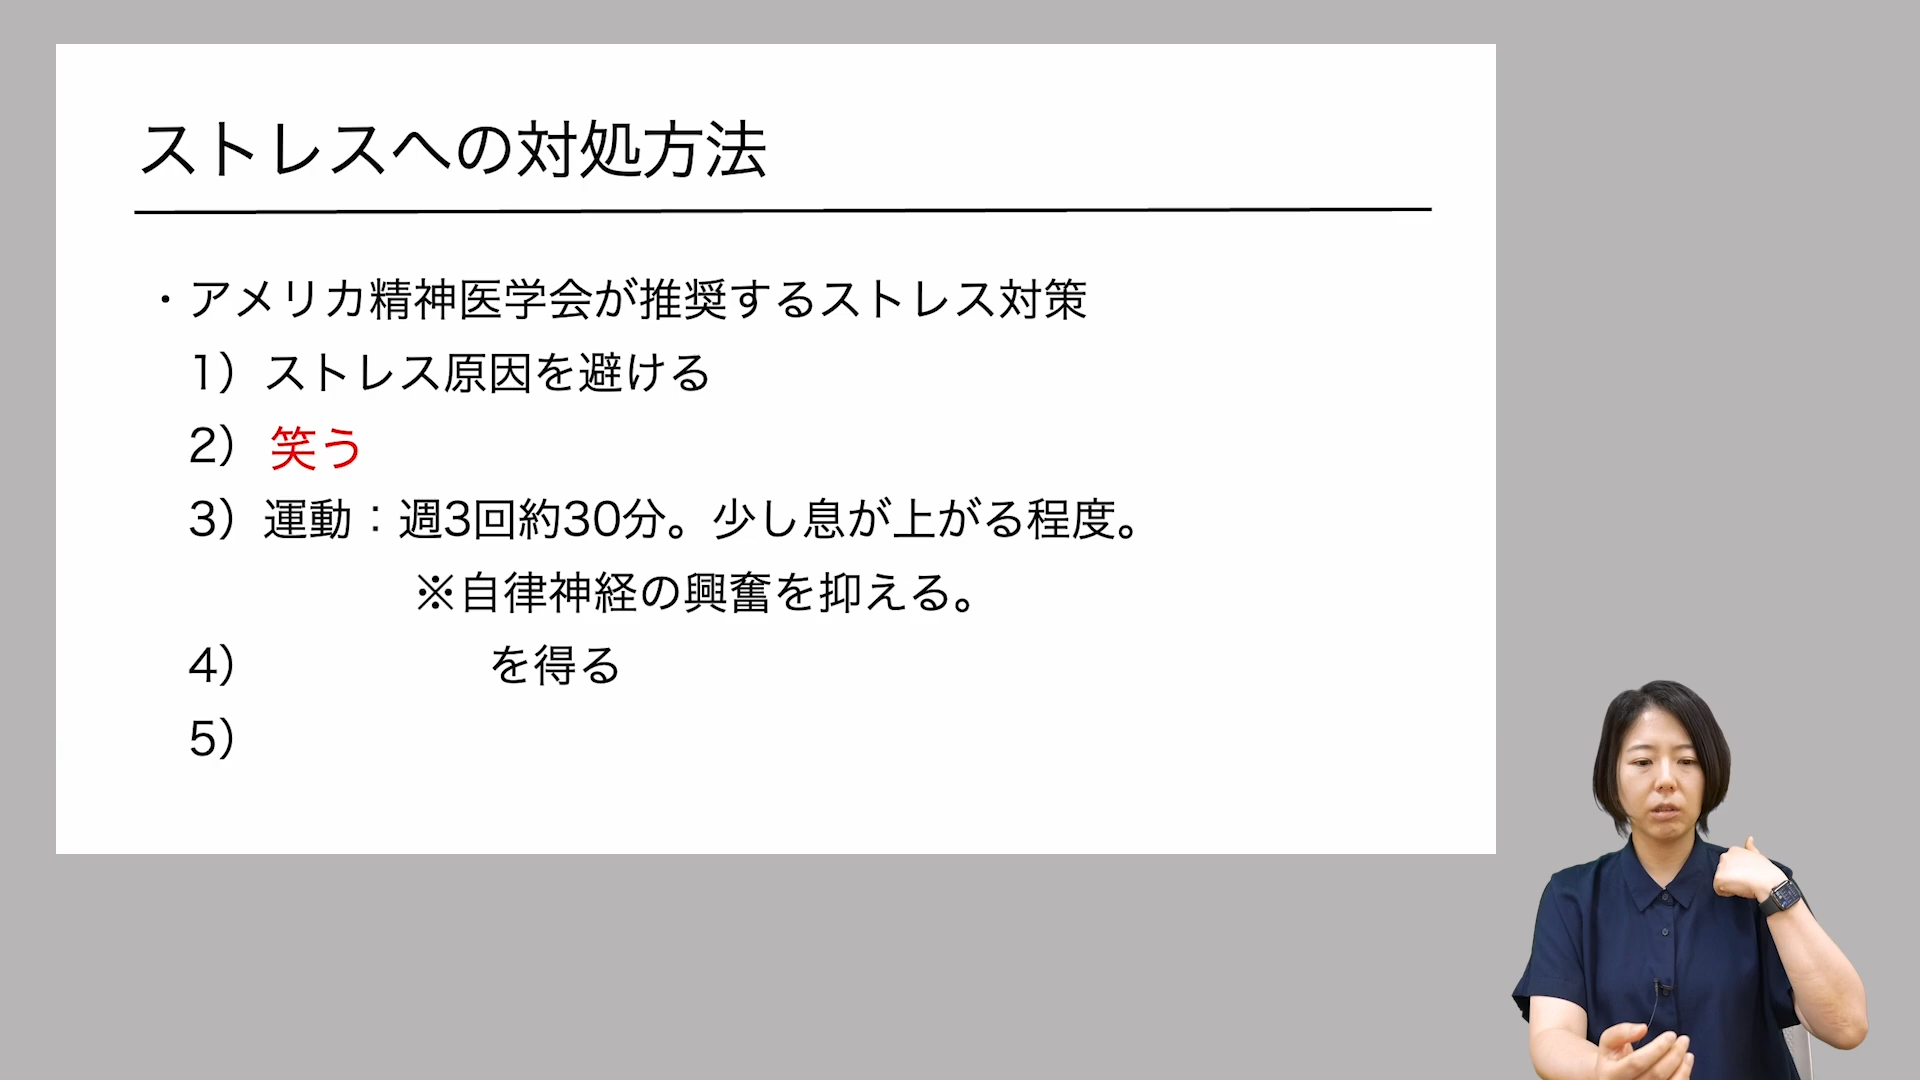 ストレスへの対処方法
・アメリカ精神医学会が推奨するストレス対策
1）ストレス原因を避ける
2）笑う
3）運動：週3回約30分。少し息が上がる程度。
※自律神経の興奮を抑える。
4）　　　　　を得る
5）